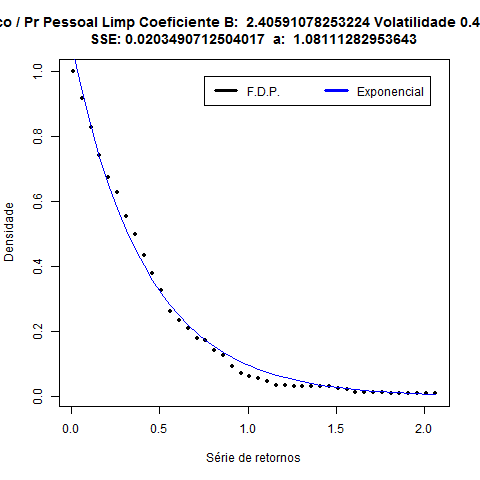 co / Pr Pessoal Limp Coeficiente B: 2.40591078253224 Volatilidade 0.4
SSE: 0.0203490712504017 a: 1.08111282953643
F.D.P.
Exponencial
Densidade
1.0
0.8
0.6
0.4
0.2
0.0
0.0
0.5
1.0
1.5
2.0
Série de retornos